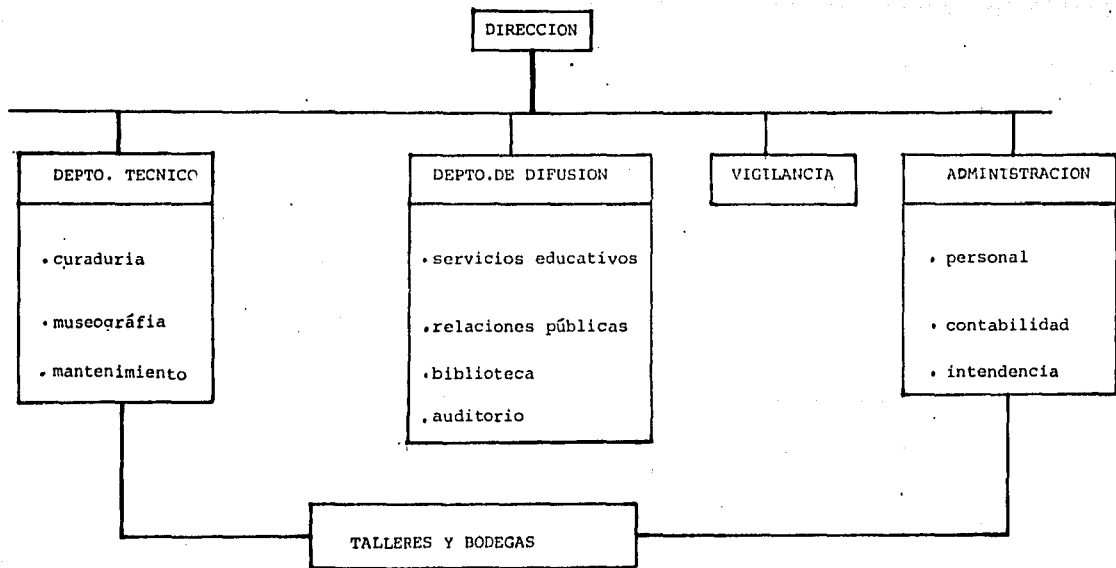 DIRECCION
DEPTO. TECNICO
. curaduria
. museográfia
. mantenimiento
DEPTO.DE DIFUSION
. servicios educativos
. relaciones públicas
. biblioteca
. auditorio
VIGILANCIA
ADMINISTRACION
. personal
. contabilidad
. intendencia
TALLERES Y BODEGAS